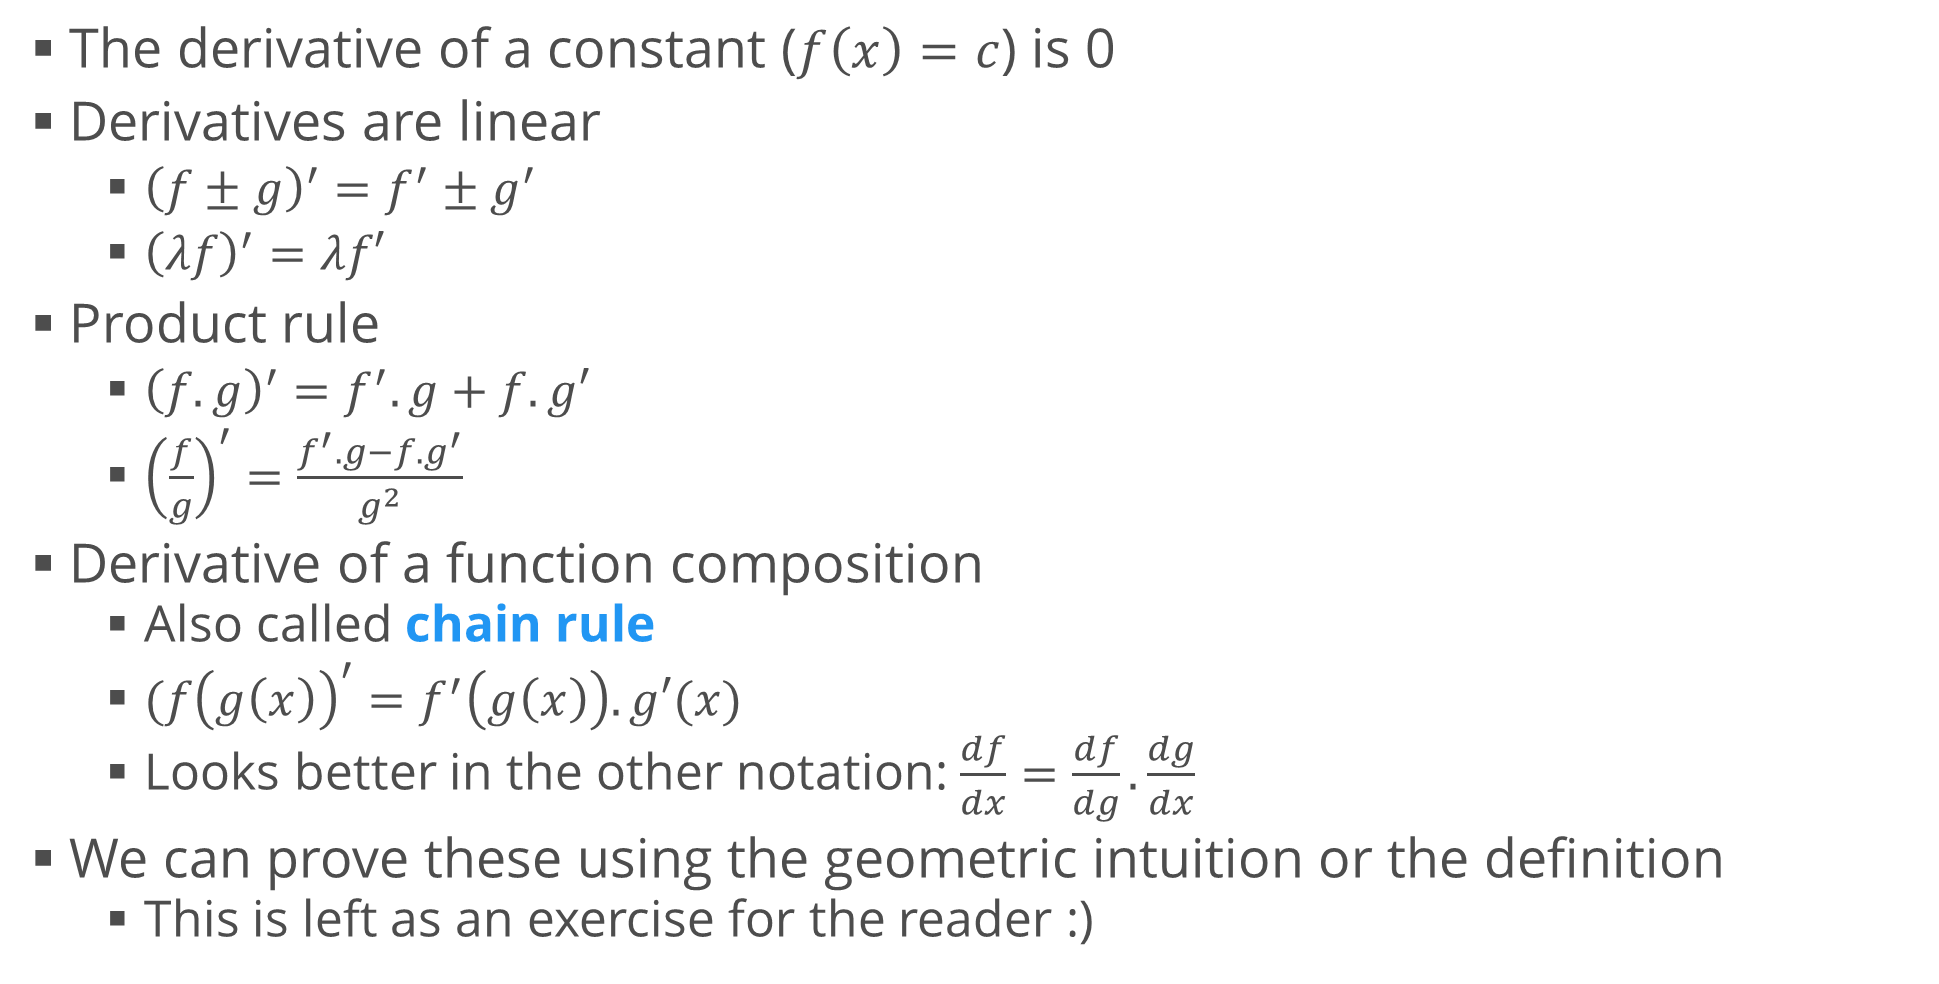 ▪ The derivative of a constant (f(x) = c) is 0
▪ Derivatives are linear
▪ (f ± g)′ = f′ ± g′
▪ (λf)′ = λf′
▪ Product rule
▪ (f.g)′ = f′.g + f.g′
▪ (f/g)′ = (f′.g−f.g′)/g²
▪ Derivative of a function composition
▪ Also called chain rule
▪ (f(g(x))′ = f′(g(x)).g′(x)
▪ Looks better in the other notation: df/dx = df/dg . dg/dx
▪ We can prove these using the geometric intuition or the definition
▪ This is left as an exercise for the reader :)